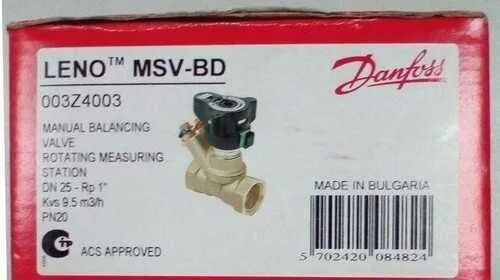 LENO™ MSV-BD
Danfoss
003Z4003
MANUAL BALANCING
VALVE
ROTATING MEASURING
STATION
DN 25 - Rp 1"
Kvs 9.5 m3/h
PN20
MADE IN BULGARIA
ACS APPROVED
5 702420 084824